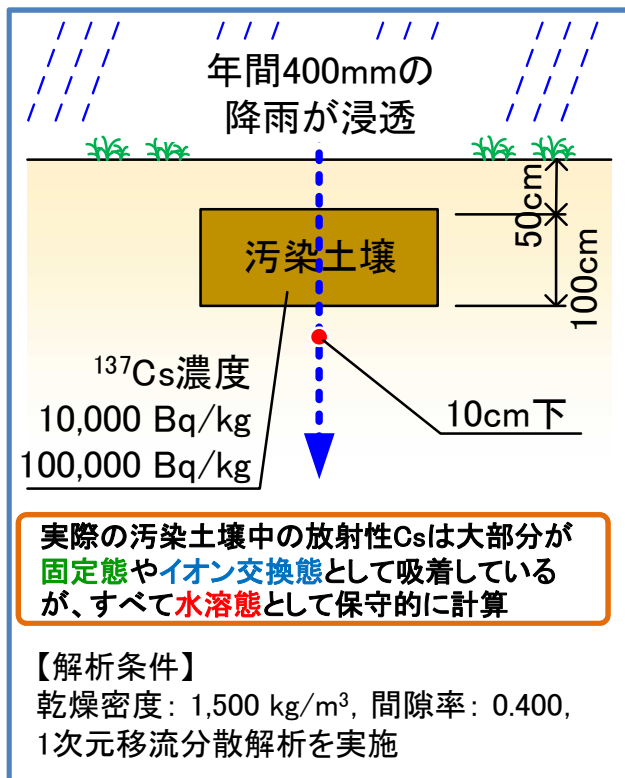 年間400mmの
降雨が浸透
50cm
汚染土壌
100cm
¹³⁷Cs濃度
10,000 Bq/kg
100,000 Bq/kg
10cm下
実際の汚染土壌中の放射性Csは大部分が
固定態やイオン交換態として吸着している
が、すべて水溶態として保守的に計算
【解析条件】
乾燥密度: 1,500 kg/m³, 間隙率: 0.400,
1次元移流分散解析を実施